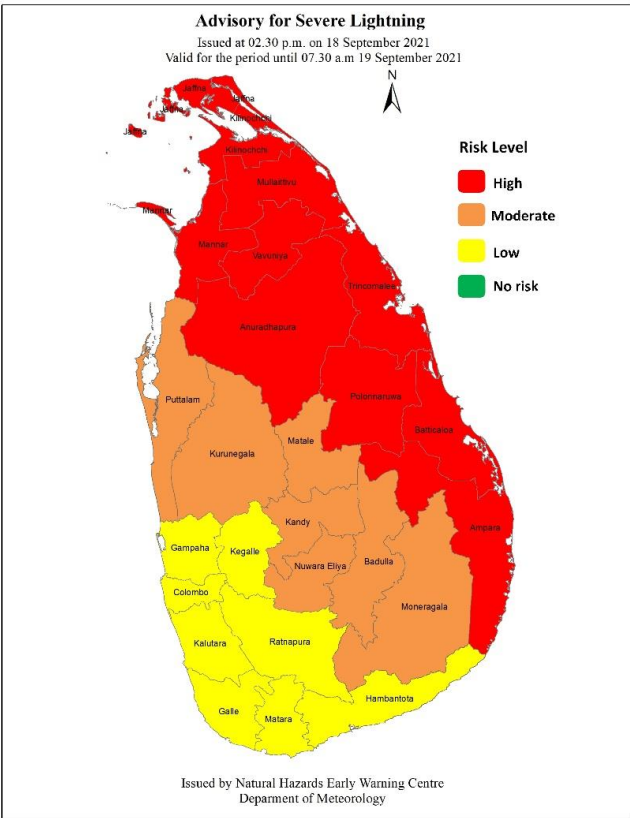 Advisory for Severe Lightning
Issued at 02.30 p.m. on 18 September 2021
Valid for the period until 07.30 a.m 19 September 2021
N
Jaffna
Jaffna
Jaffna
Kilinochchi
Jaffna
Kilinochchi
Risk Level
Mullaittivu
High
Mannar
Moderate
Mannar
Vavuniya
Low
Trincomalee
No risk
Anuradhapura
Puttalam
Polonnaruwa
Batticaloa
Matale
Kurunegala
Kandy
Ampara
Gampaha
Kegalle
Nuwara Eliya
Badulla
Colombo
Moneragala
Kalutara
Ratnapura
Hambantota
Galle
Matara
Issued by Natural Hazards Early Warning Centre
Deparment of Meteorology